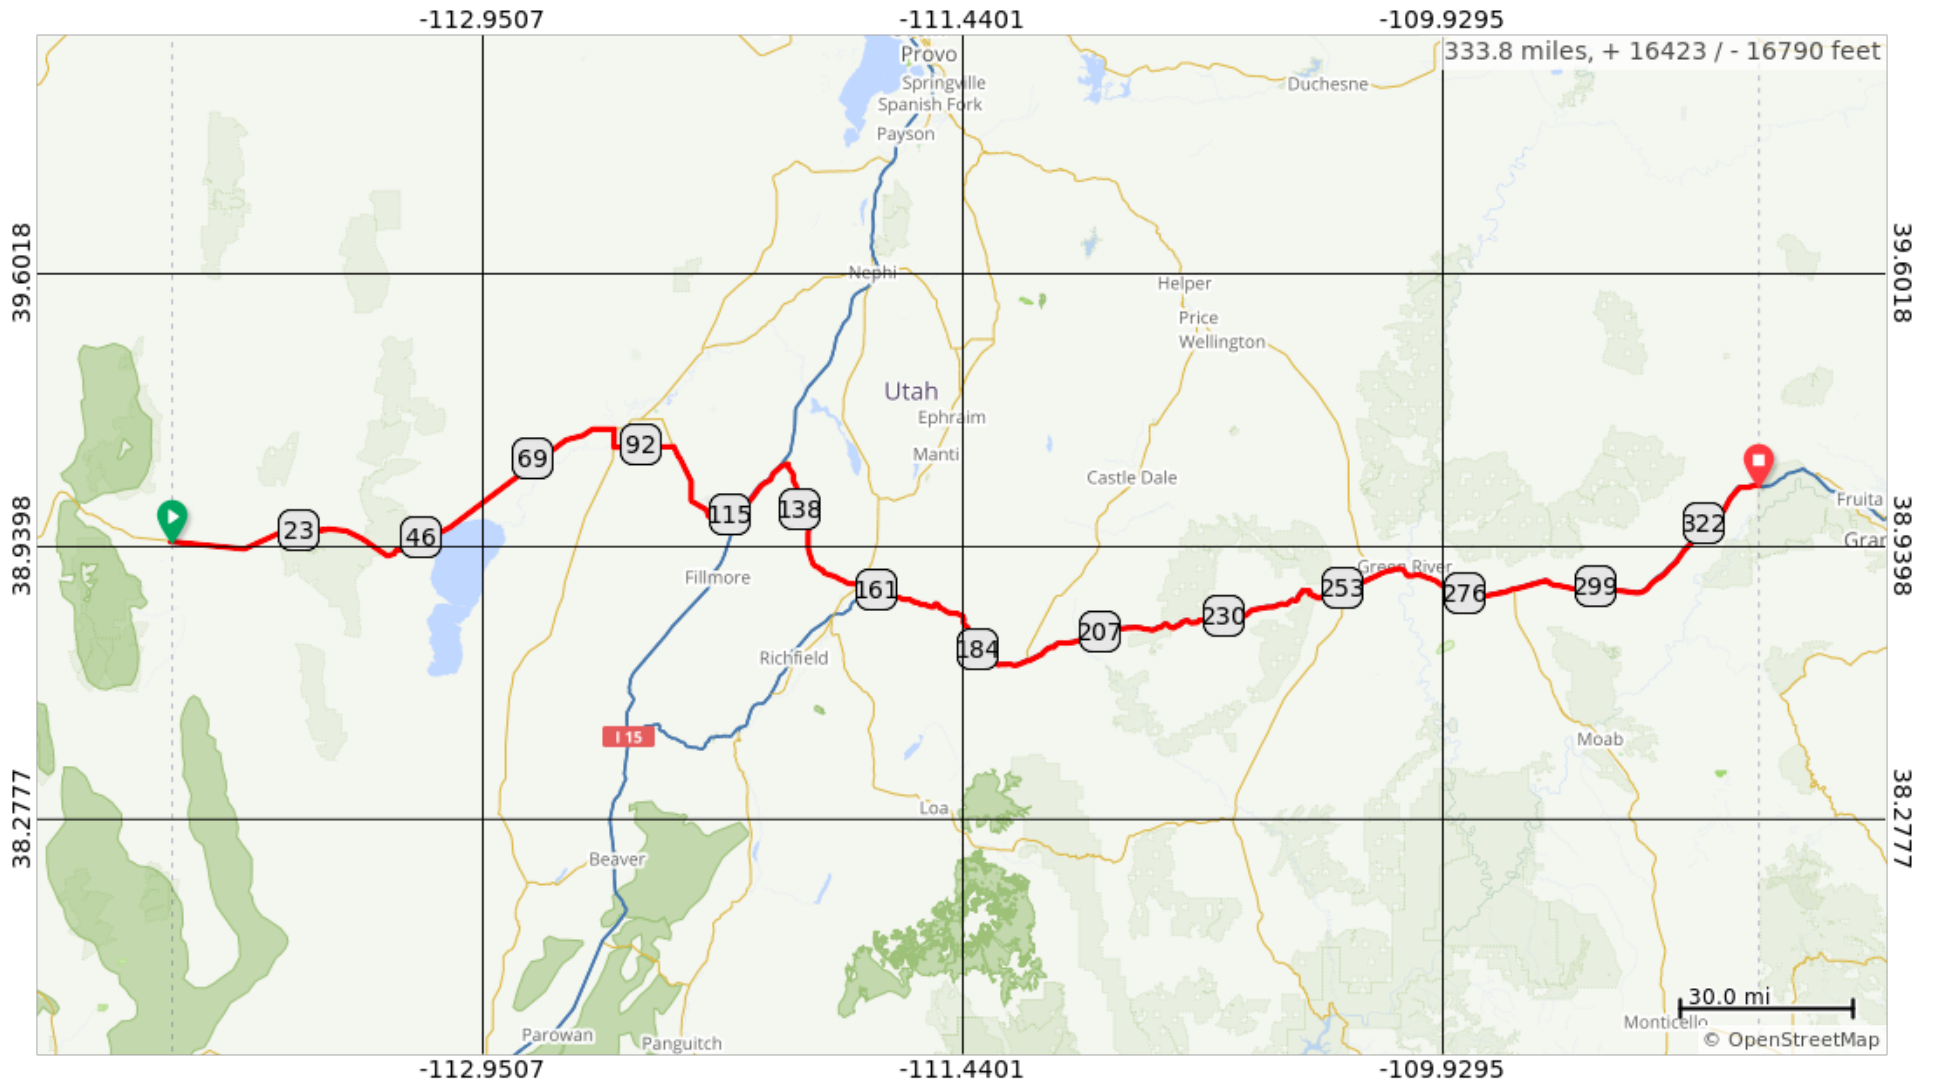 -112.9507
-111.4401
-109.9295
333.8 miles, + 16423 / - 16790 feet
Provo
Springville
Spanish Fork
Payson
Duchesne
39.6018
39.6018
Nephi
Helper
Price
Wellington
Utah
Ephraim
Manti
Castle Dale
Fruita
Gran
38.9398
38.9398
23
46
69
92
115
138
161
184
207
230
253
276
299
322
Fillmore
Green River
Richfield
I 15
Moab
Loa
38.2777
38.2777
Beaver
Parowan
Panguitch
Monticello
30.0 mi
© OpenStreetMap
-112.9507
-111.4401
-109.9295